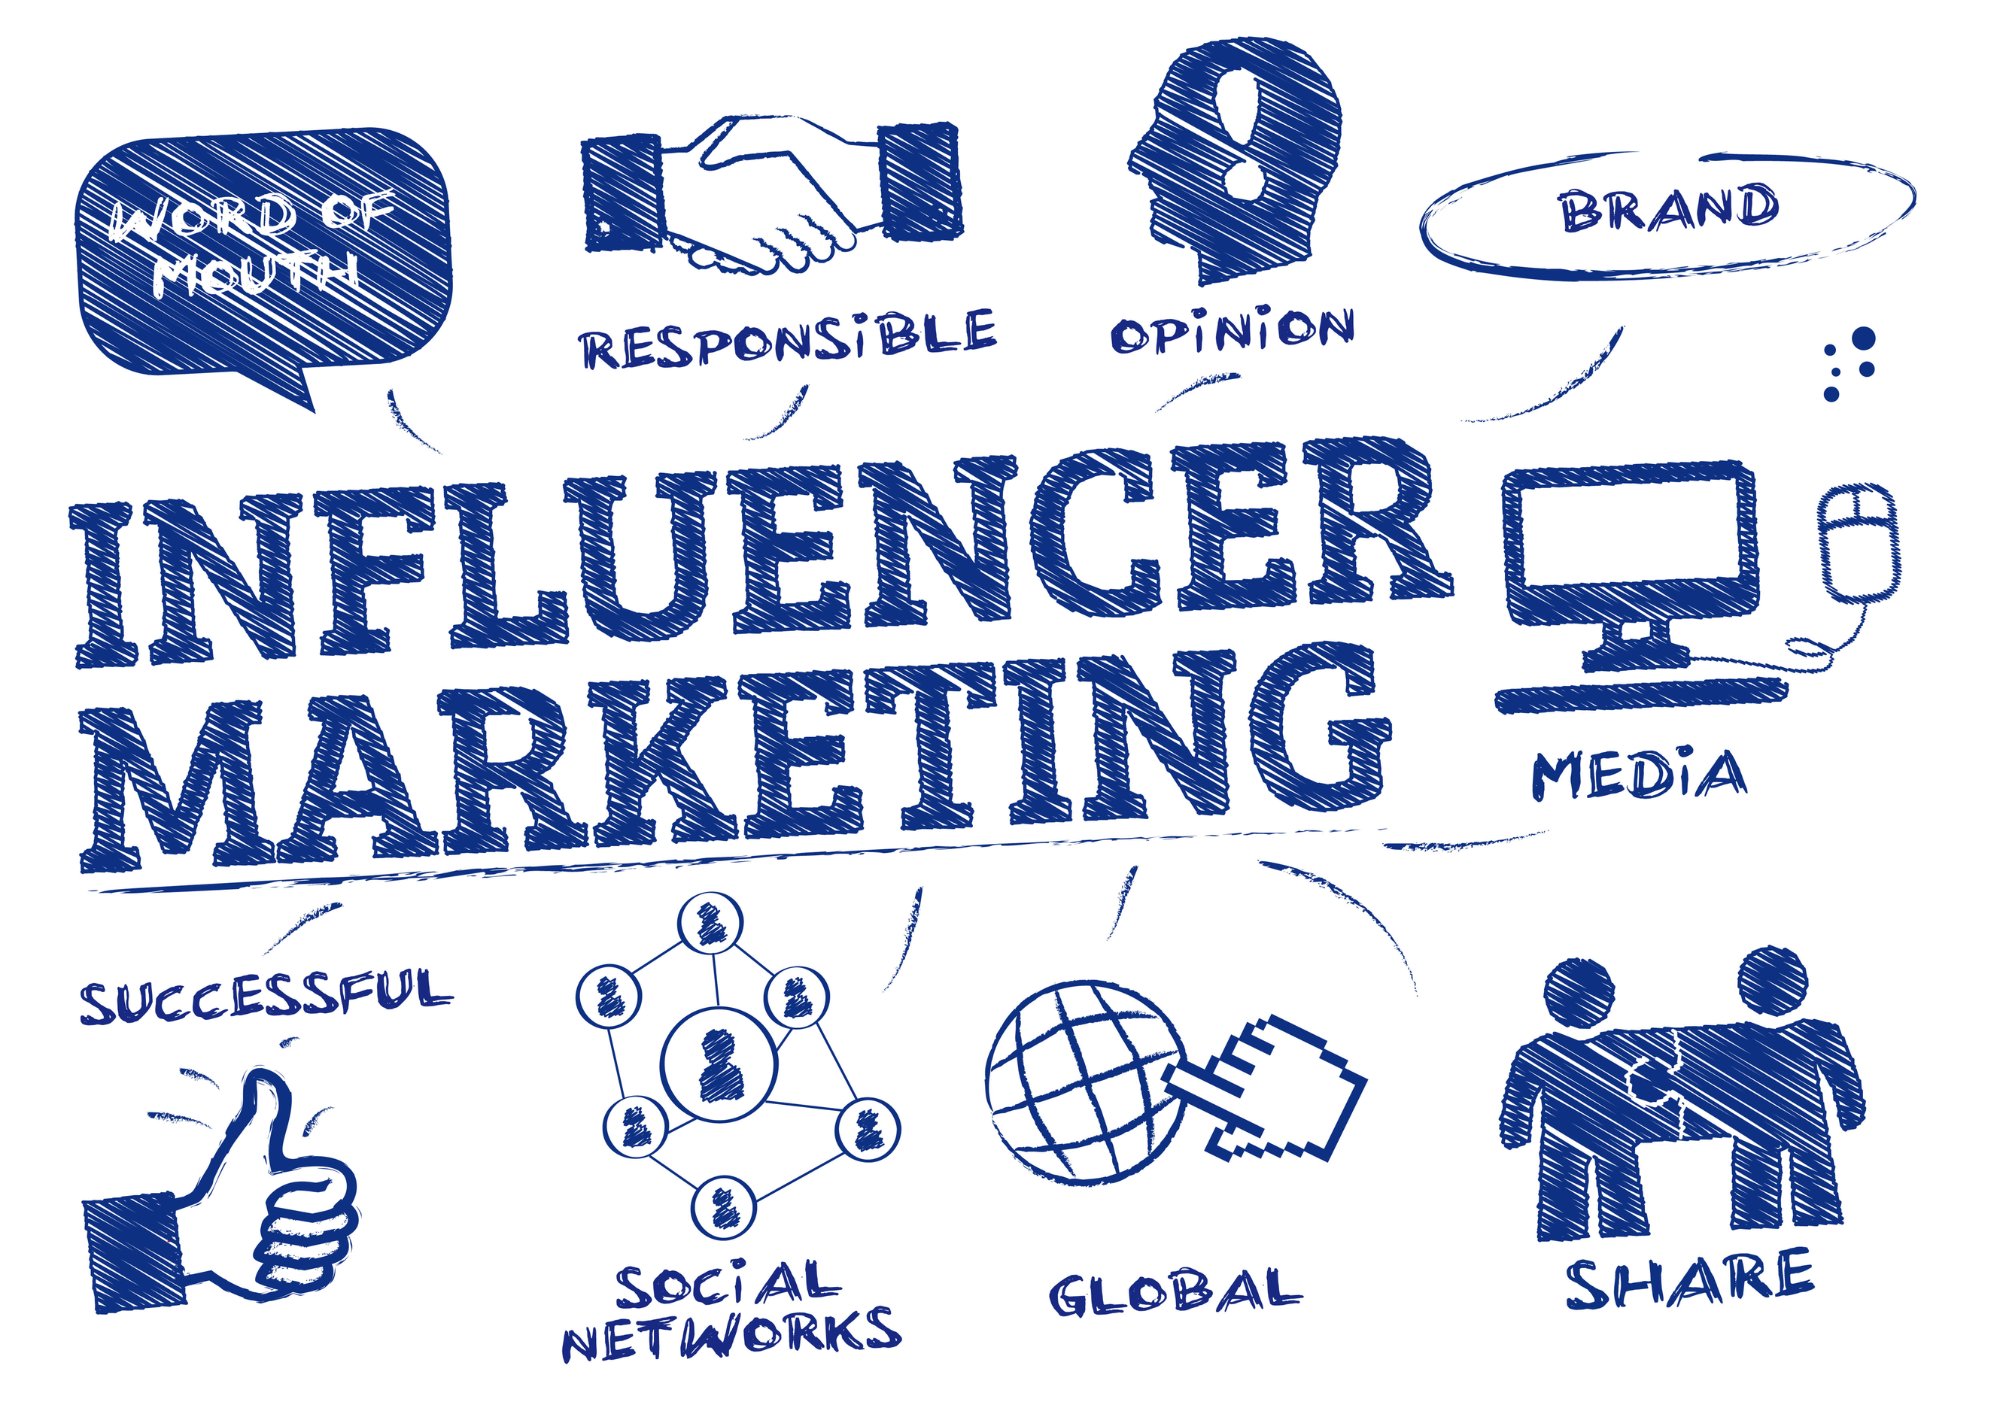 WORD OF
MOUTH
RESPONSiBLE
OPiNiON
BRAND
INFLUENCER
MARKETING
MEDiA
SUCCESSFUL
SOCiAL
NETWORKS
GLOBAL
SHARE